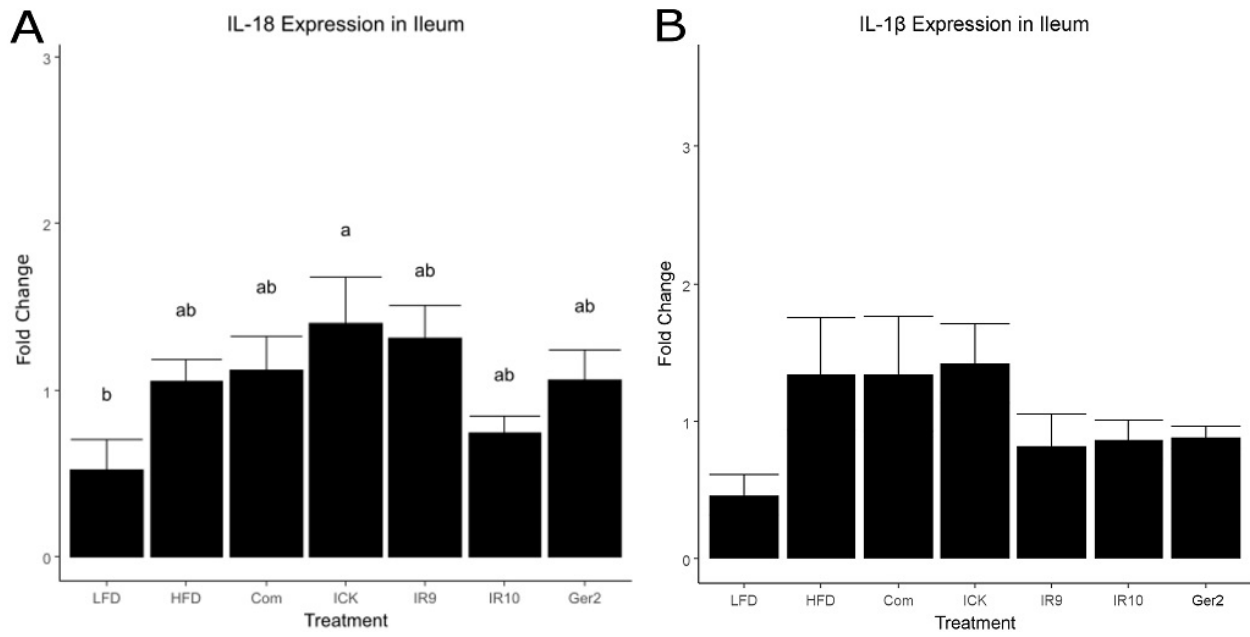 A
IL-18 Expression in Ileum
3
2
1
0
Fold Change
b
ab
ab
a
ab
ab
ab
LFD HFD Com ICK IR9 IR10 Ger2
Treatment
B
IL-1β Expression in Ileum
3
2
1
0
Fold Change
LFD HFD Com ICK IR9 IR10 Ger2
Treatment